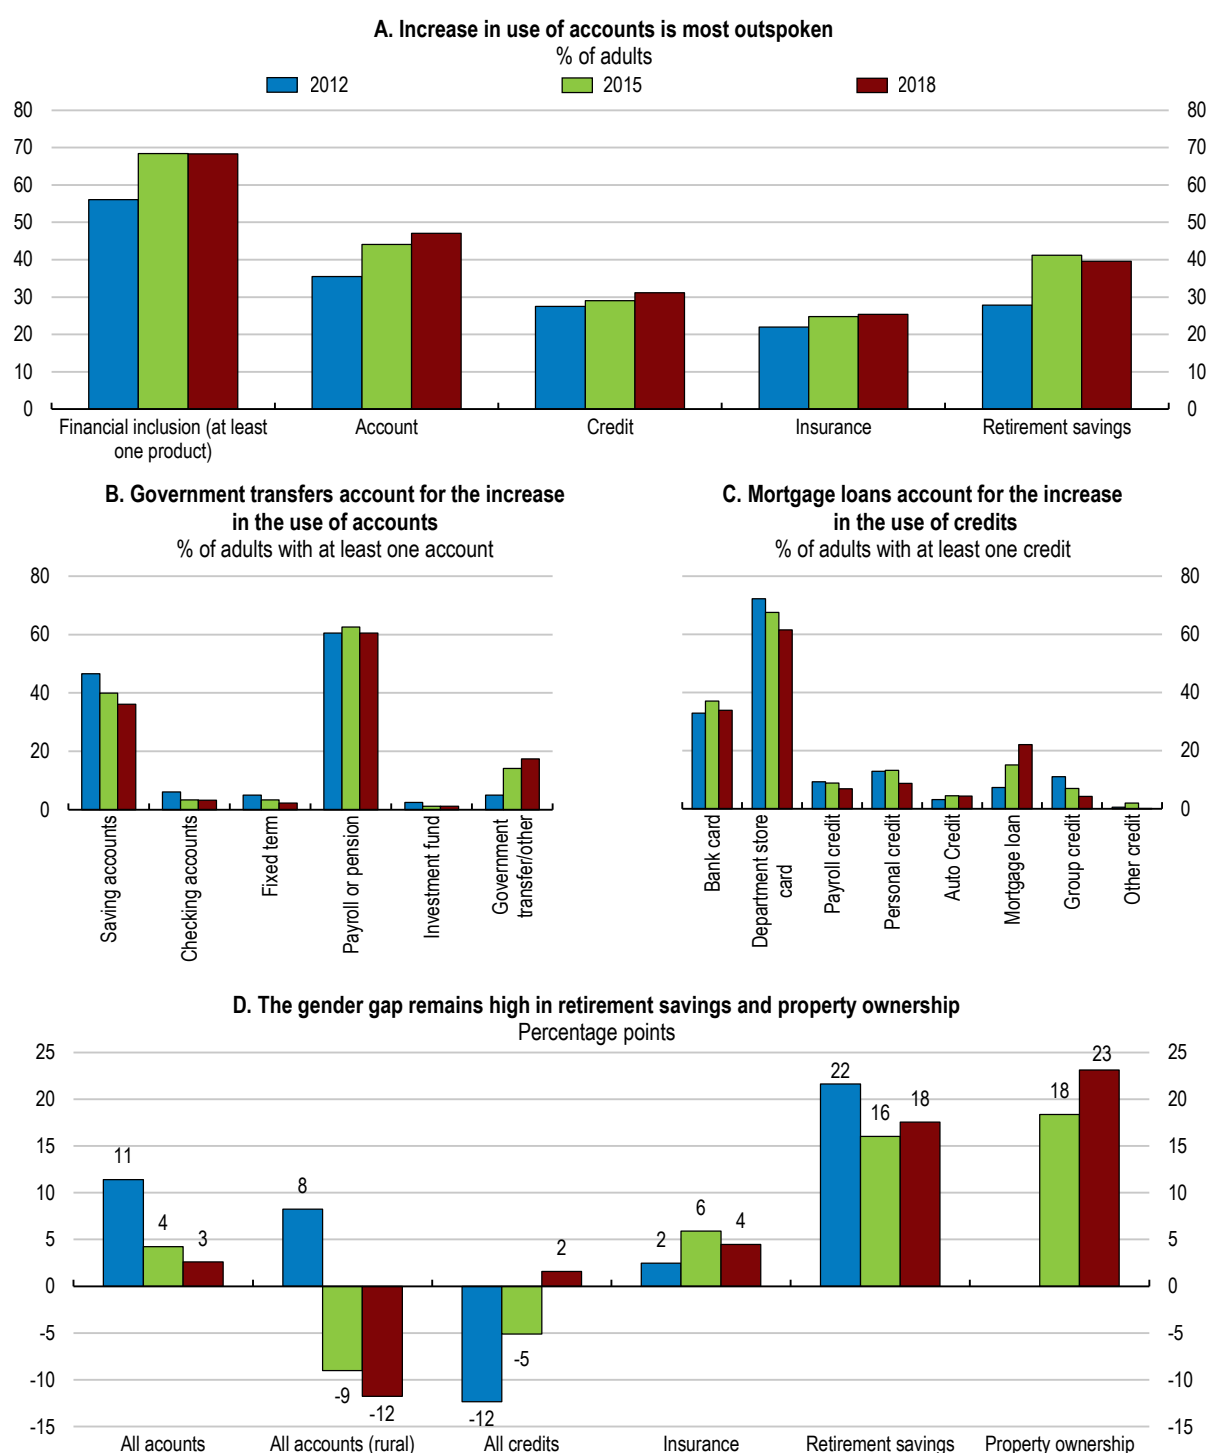 A. Increase in use of accounts is most outspoken
% of adults
2012
2015
2018
80
70
60
50
40
30
20
10
0
80
70
60
50
40
30
20
10
0
Financial inclusion (at least
one product)
Account
Credit
Insurance
Retirement savings
B. Government transfers account for the increase
in the use of accounts
% of adults with at least one account
80
60
40
20
0
Saving accounts
Checking accounts
Fixed term
Payroll or pension
Investment fund
Government
transfer/other
C. Mortgage loans account for the increase
in the use of credits
% of adults with at least one credit
80
60
40
20
0
Bank card
Department store
card
Payroll credit
Personal credit
Auto Credit
Mortgage loan
Group credit
Other credit
D. The gender gap remains high in retirement savings and property ownership
Percentage points
25
20
15
10
5
0
-5
-10
-15
25
20
15
10
5
0
-5
-10
-15
11
4
3
8
-9
-12
-12
-5
2
2
6
4
22
16
18
18
23
All acounts
All accounts (rural)
All credits
Insurance
Retirement savings
Property ownership